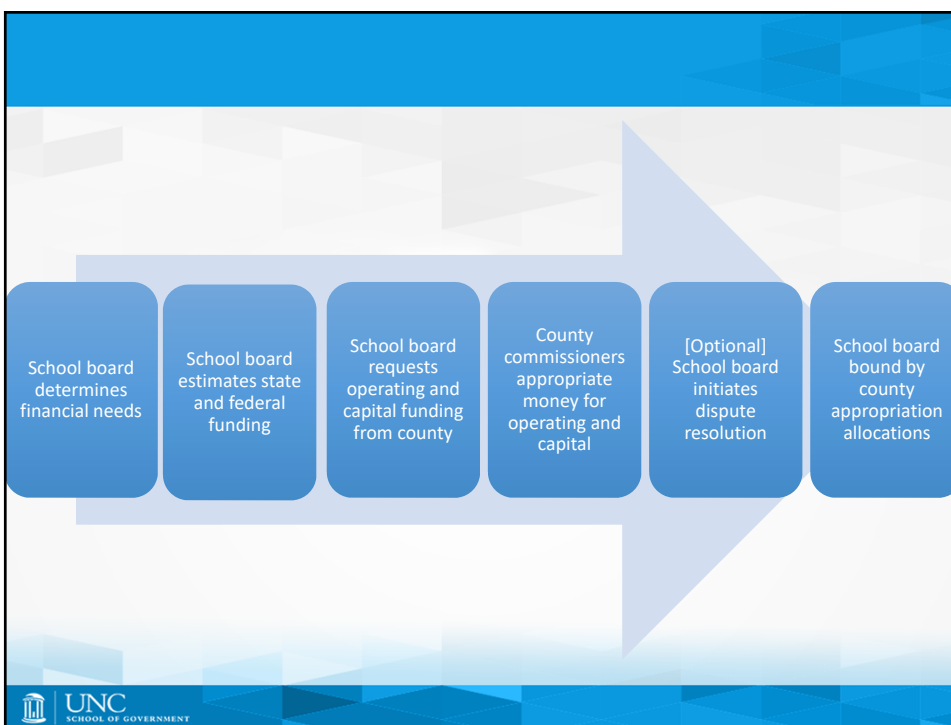 School board
determines
financial needs
School board
estimates state
and federal
funding
School board
requests
operating and
capital funding
from county
County
commissioners
appropriate
money for
operating and
capital
[Optional]
School board
initiates
dispute
resolution
School board
bound by
county
appropriation
allocations
UNC
SCHOOL OF GOVERNMENT